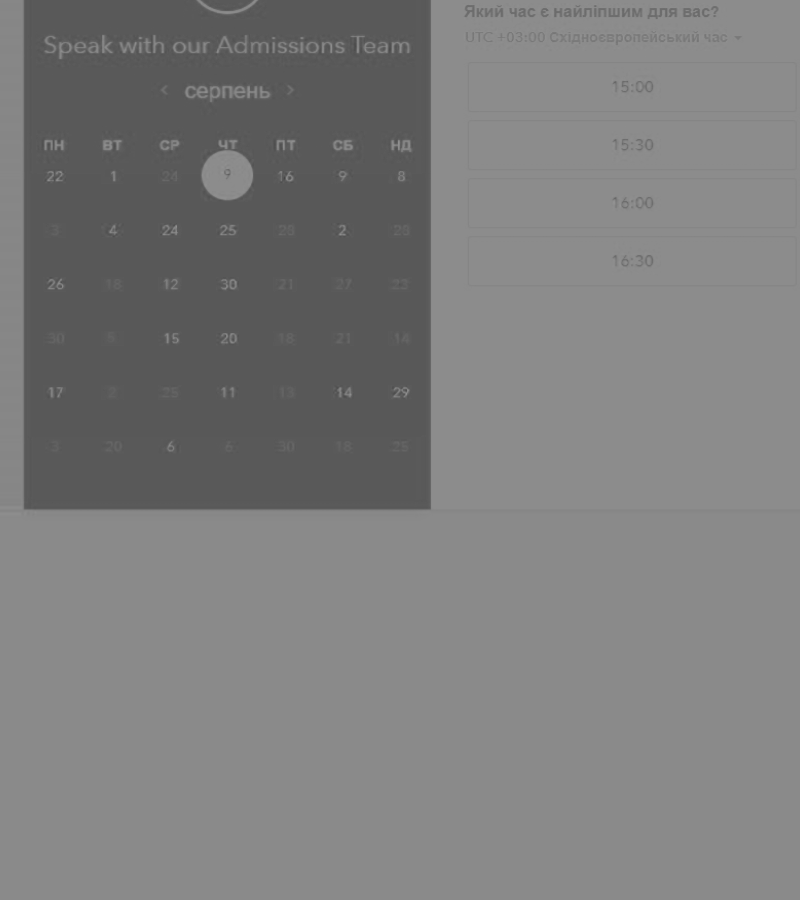 Speak with our Admissions Team
< серпень >
ПН ВТ СР ЧТ ПТ СБ НД
22 1 24 9 16 9 8
3 4 24 25 28 2 28
26 18 12 30 21 27 23
30 5 15 20 18 21 14
17 2 25 11 13 14 29
3 20 6 6 30 18 25
Який час є найліпшим для вас?
UTC +03:00 Східноєвропейський час
15:00
15:30
16:00
16:30